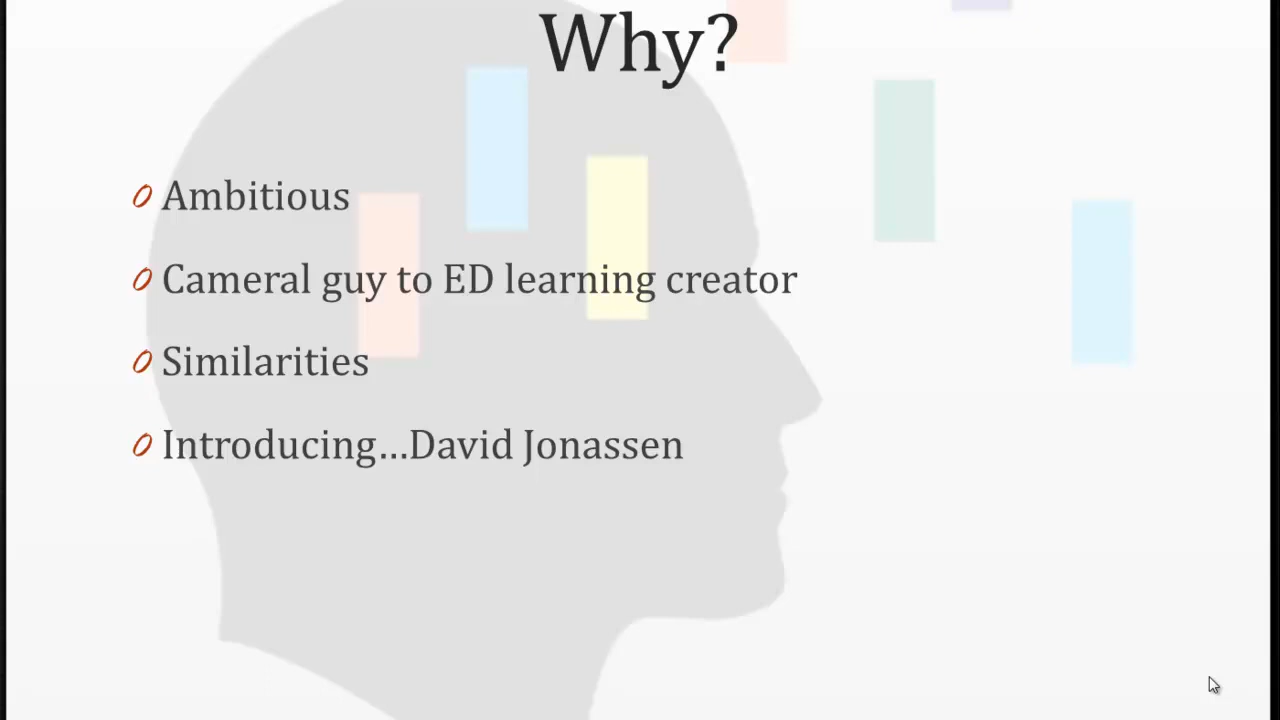 Why?
Ambitious
Cameral guy to ED learning creator
Similarities
Introducing...David Jonassen